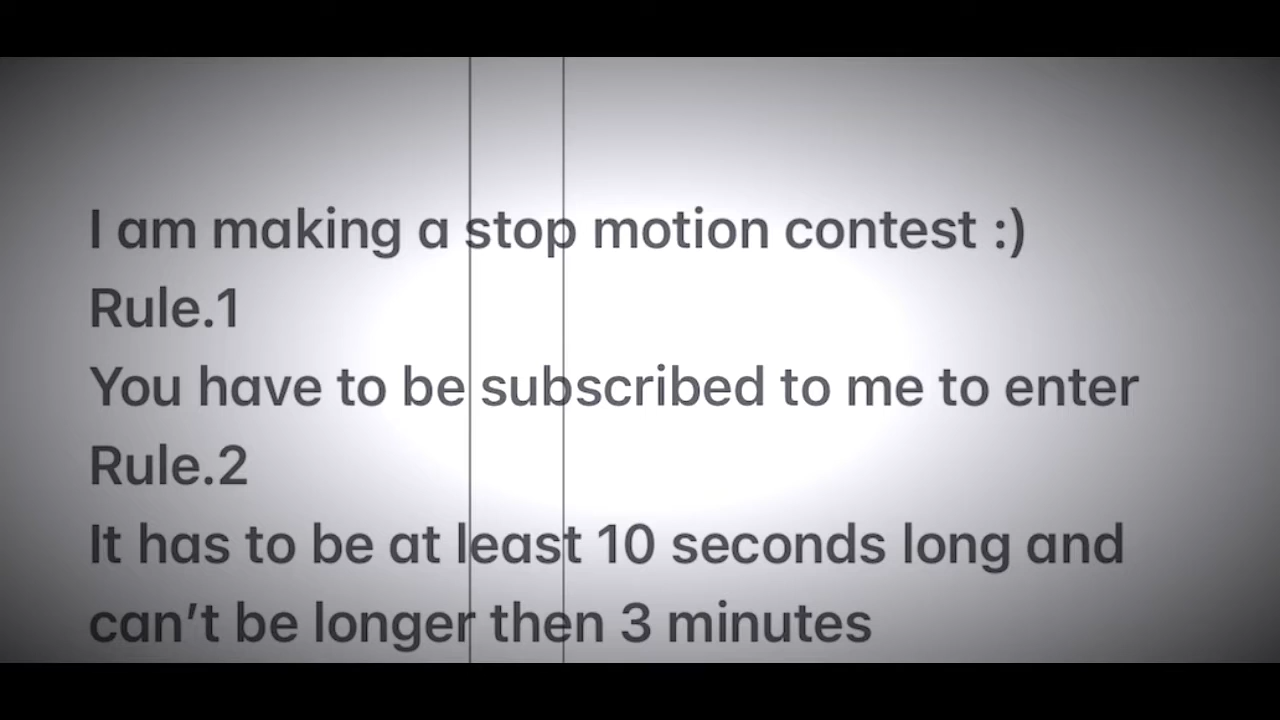 I am making a stop motion contest :)
Rule.1
You have to be subscribed to me to enter
Rule.2
It has to be at least 10 seconds long and
can’t be longer then 3 minutes